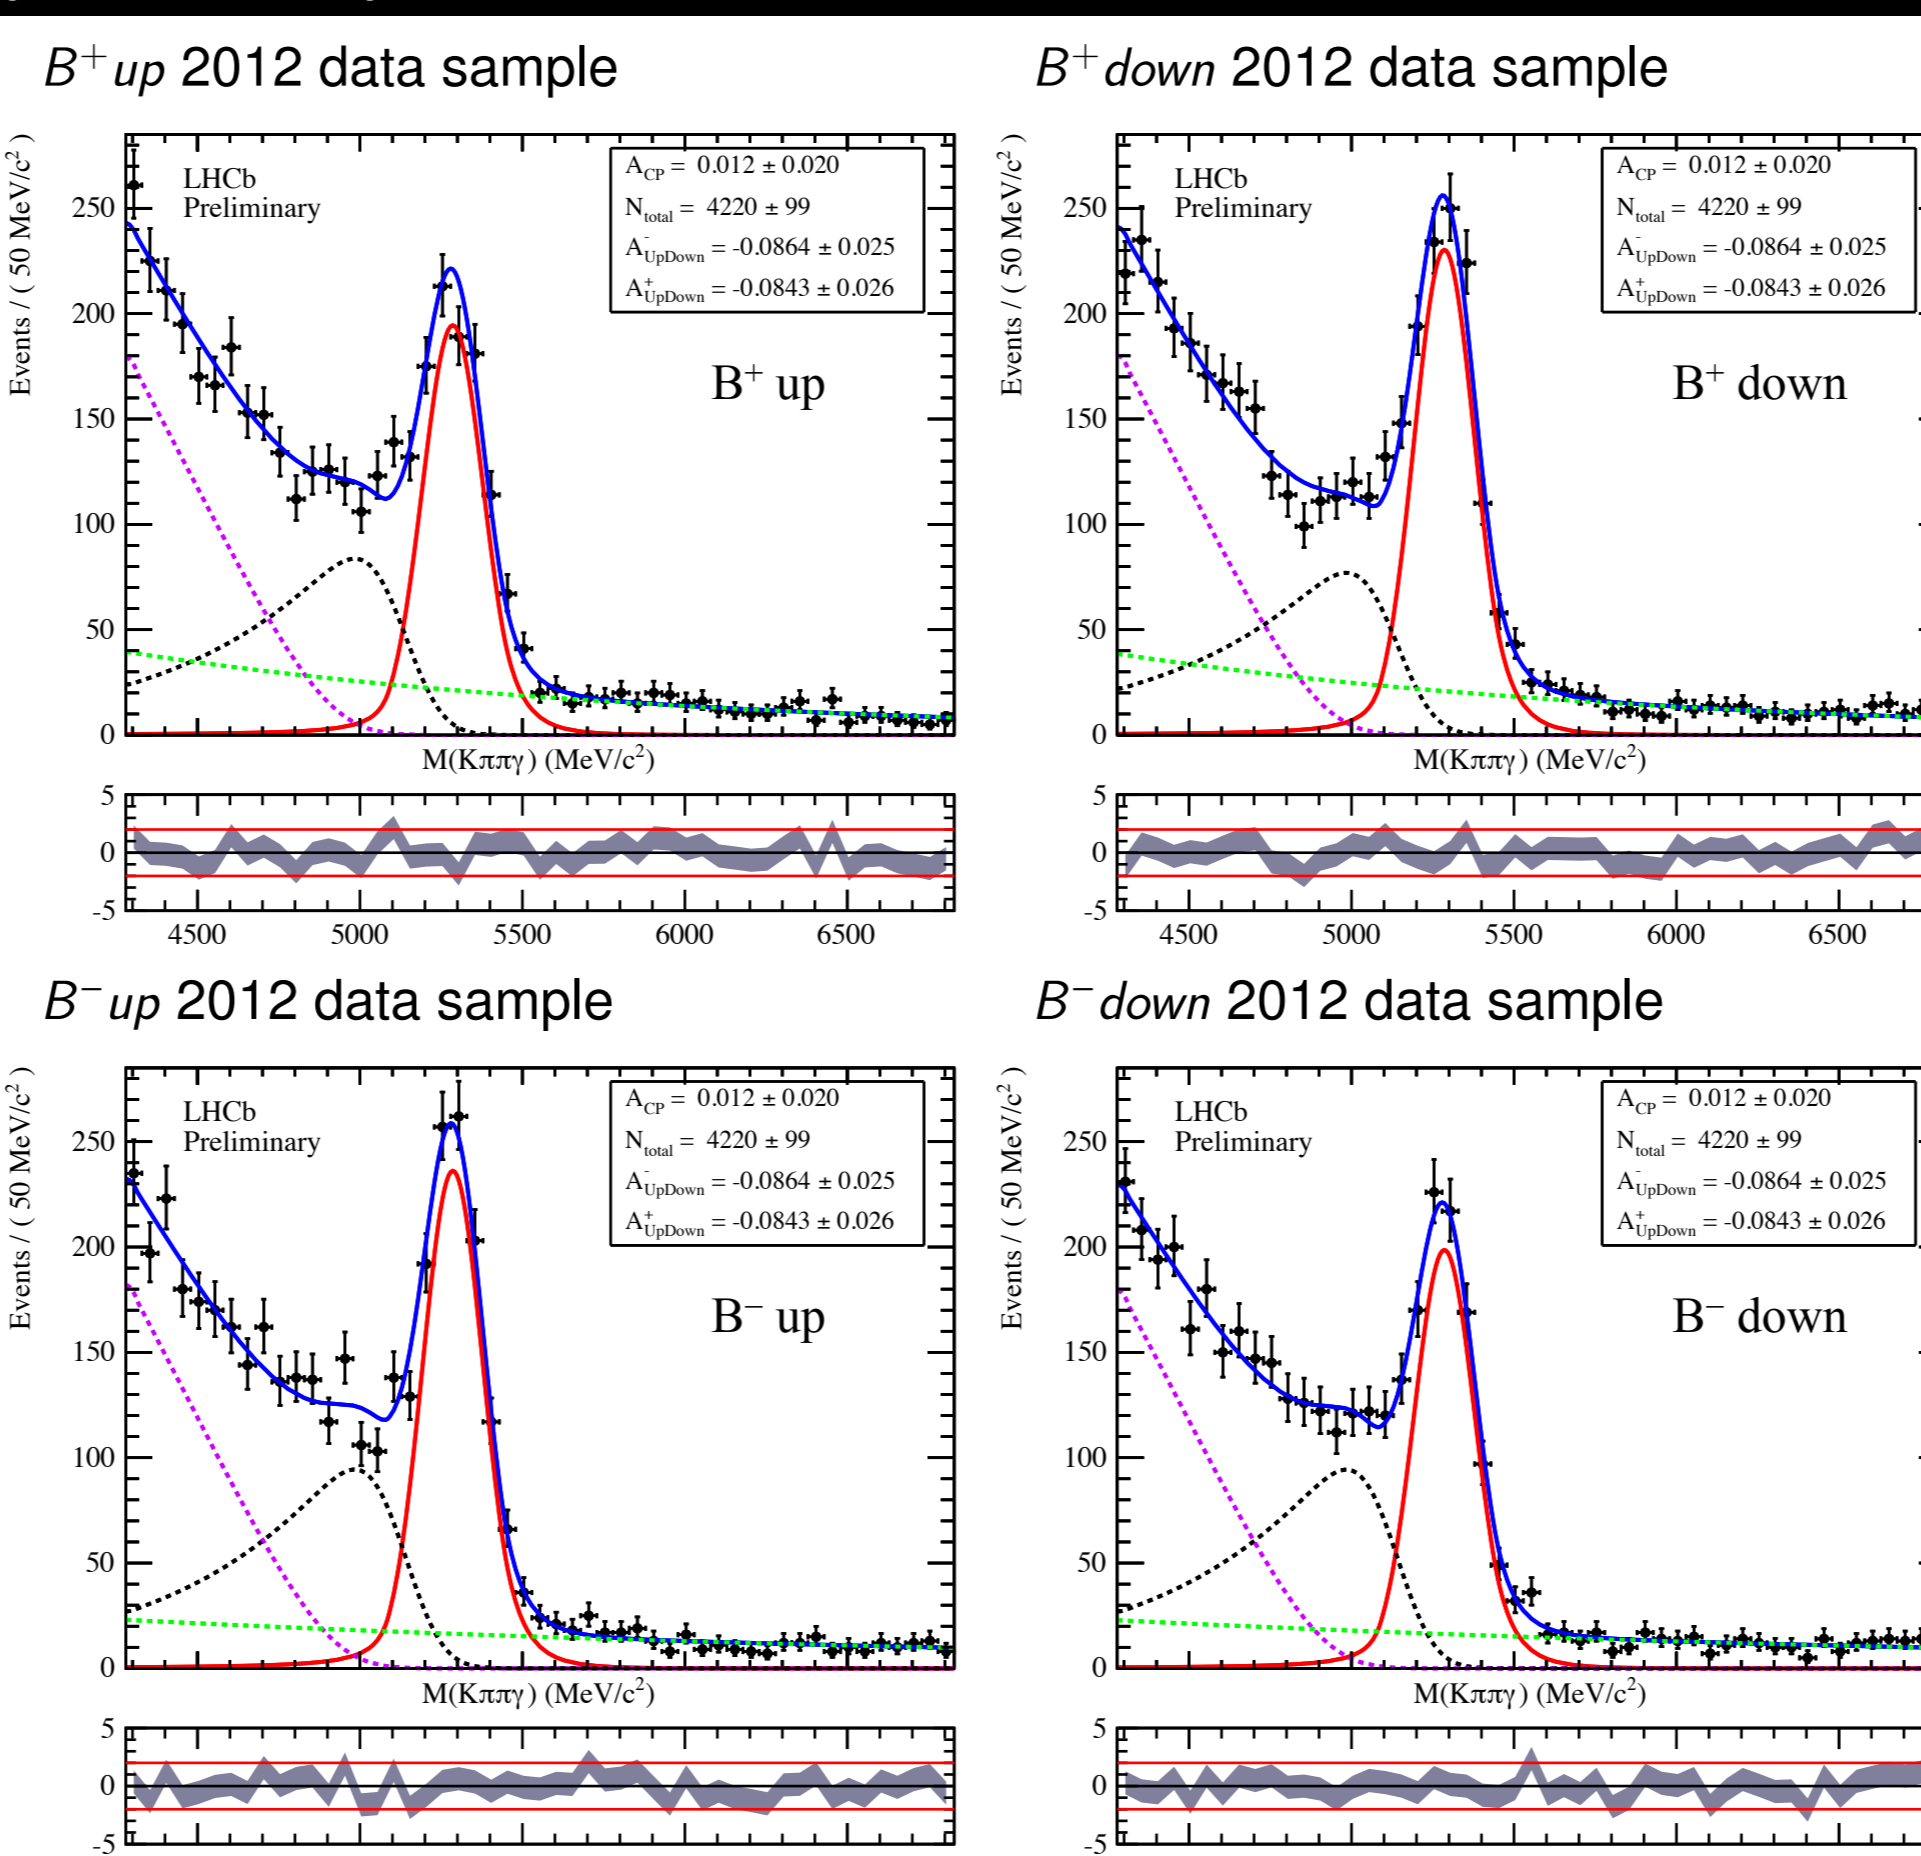 B⁺ up 2012 data sample
Events / ( 50 MeV/c² )
LHCb
Preliminary
A_CP = 0.012 ± 0.020
N_total = 4220 ± 99
A⁻_UpDown = -0.0864 ± 0.025
A⁺_UpDown = -0.0843 ± 0.026
B⁺ up
250
200
150
100
50
0
M(Kππγ) (MeV/c²)
5
0
-5
4500 5000 5500 6000 6500
B⁺ down 2012 data sample
Events / ( 50 MeV/c² )
LHCb
Preliminary
A_CP = 0.012 ± 0.020
N_total = 4220 ± 99
A⁻_UpDown = -0.0864 ± 0.025
A⁺_UpDown = -0.0843 ± 0.026
B⁺ down
250
200
150
100
50
0
M(Kππγ) (MeV/c²)
5
0
-5
4500 5000 5500 6000 6500
B⁻ up 2012 data sample
Events / ( 50 MeV/c² )
LHCb
Preliminary
A_CP = 0.012 ± 0.020
N_total = 4220 ± 99
A⁻_UpDown = -0.0864 ± 0.025
A⁺_UpDown = -0.0843 ± 0.026
B⁻ up
250
200
150
100
50
0
M(Kππγ) (MeV/c²)
5
0
-5
B⁻ down 2012 data sample
Events / ( 50 MeV/c² )
LHCb
Preliminary
A_CP = 0.012 ± 0.020
N_total = 4220 ± 99
A⁻_UpDown = -0.0864 ± 0.025
A⁺_UpDown = -0.0843 ± 0.026
B⁻ down
250
200
150
100
50
0
M(Kππγ) (MeV/c²)
5
0
-5